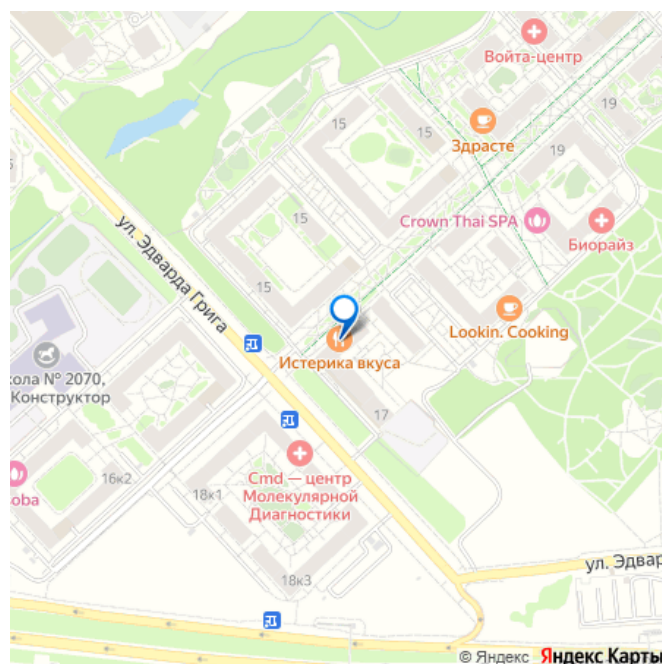 Войта-центр
19
15
15
Здрасте
19
15
Crown Thai SPA
Биорайз
ул. Эдварда Грига
15
Lookin. Cooking
Истерика вкуса
кола № 2070,
Конструктор
17
Cmd — центр
Молекулярной
Диагностики
16к2
oba
18к1
18к3
ул. Эдвар
© Яндекс Яндекс Карты